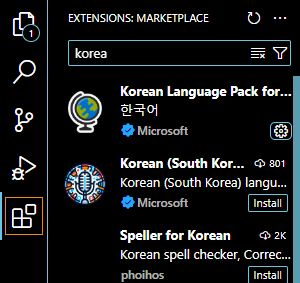 EXTENSIONS: MARKETPLACE
1
korea
Korean Language Pack for...
한국어
Microsoft
Korean (South Kor... 801
Korean (South Korea) langu...
Microsoft Install
Speller for Korean 2K
Korean spell checker, Correc...
phoihos Install